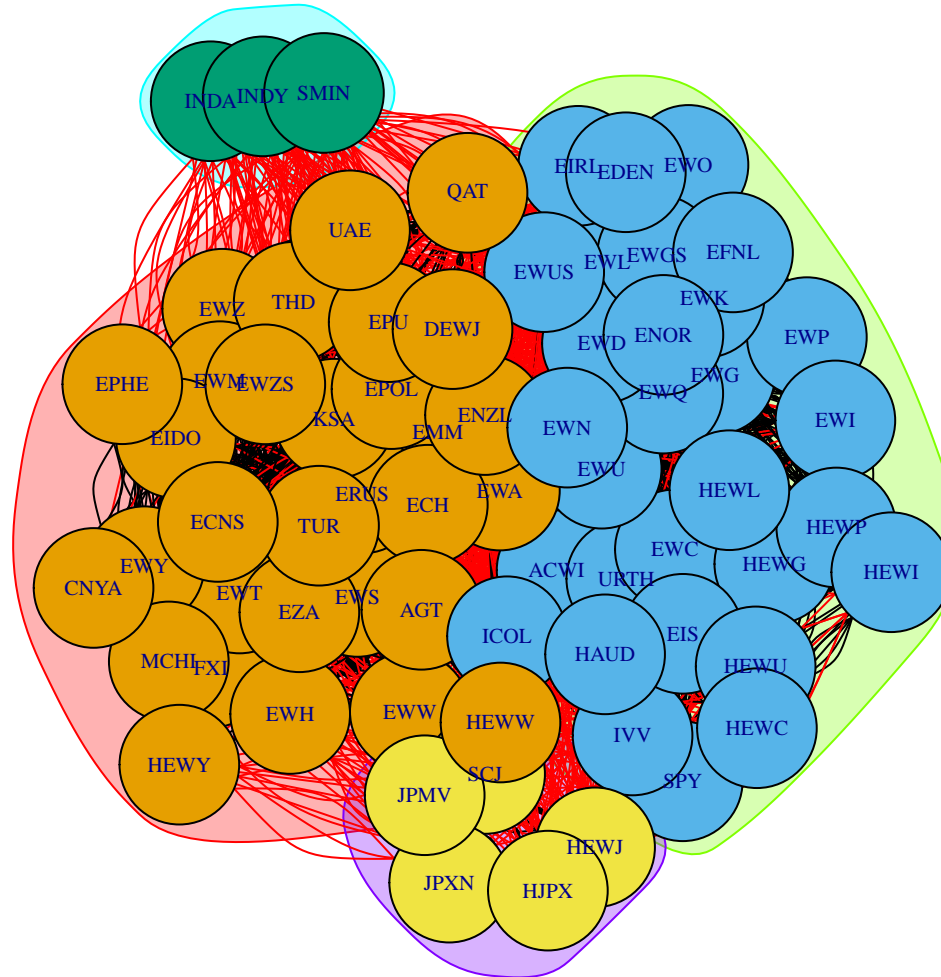 SMIN
INDY
INDA
EIRL
EDEN
EWO
QAT
UAE
EWUS
EWL
EWGS
EFNL
EWZ
THD
EPU
DEWJ
EWK
EWD
ENOR
EWP
EPHE
EWM
EWZS
KSA
EPOL
EWQ
EWG
EIDO
EMM
ENZL
EWN
EWI
EWU
ERUS
EWA
HEWL
ECNS
TUR
ECH
HEWP
EWY
EWC
HEWG
HEWI
CNYA
EWT
EWS
ACWI
URTH
EZA
AGT
ICOL
HAUD
EIS
MCHI
FXI
HEWU
EWH
EWW
HEWW
IVV
HEWC
HEWY
SCJ
SPY
JPMV
HEWJ
JPXN
HJPX